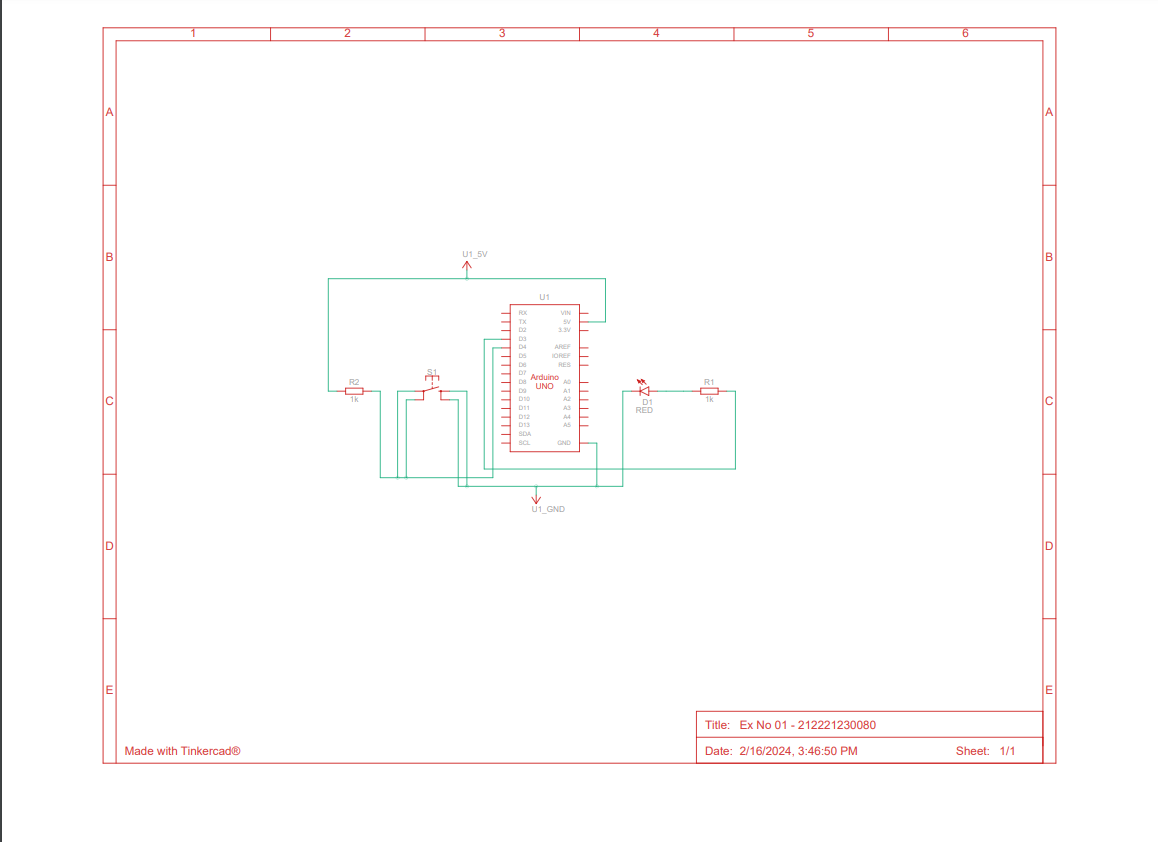 1 2 3 4 5 6
A A
U1_5V
B B
U1
RX VIN
TX 5V
D2 3.3V
D3
D4 AREF
D5 IOREF
D6 RES
D7
D8 A0
D9 A1
D10 A2
D11 A3
D12 A4
D13 A5
SDA
SCL GND
Arduino
UNO
R2
1k
S1
D1
RED
R1
1k
C C
U1_GND
D D
E E
Title: Ex No 01 - 212221230080
Made with Tinkercad®
Date: 2/16/2024, 3:46:50 PM Sheet: 1/1